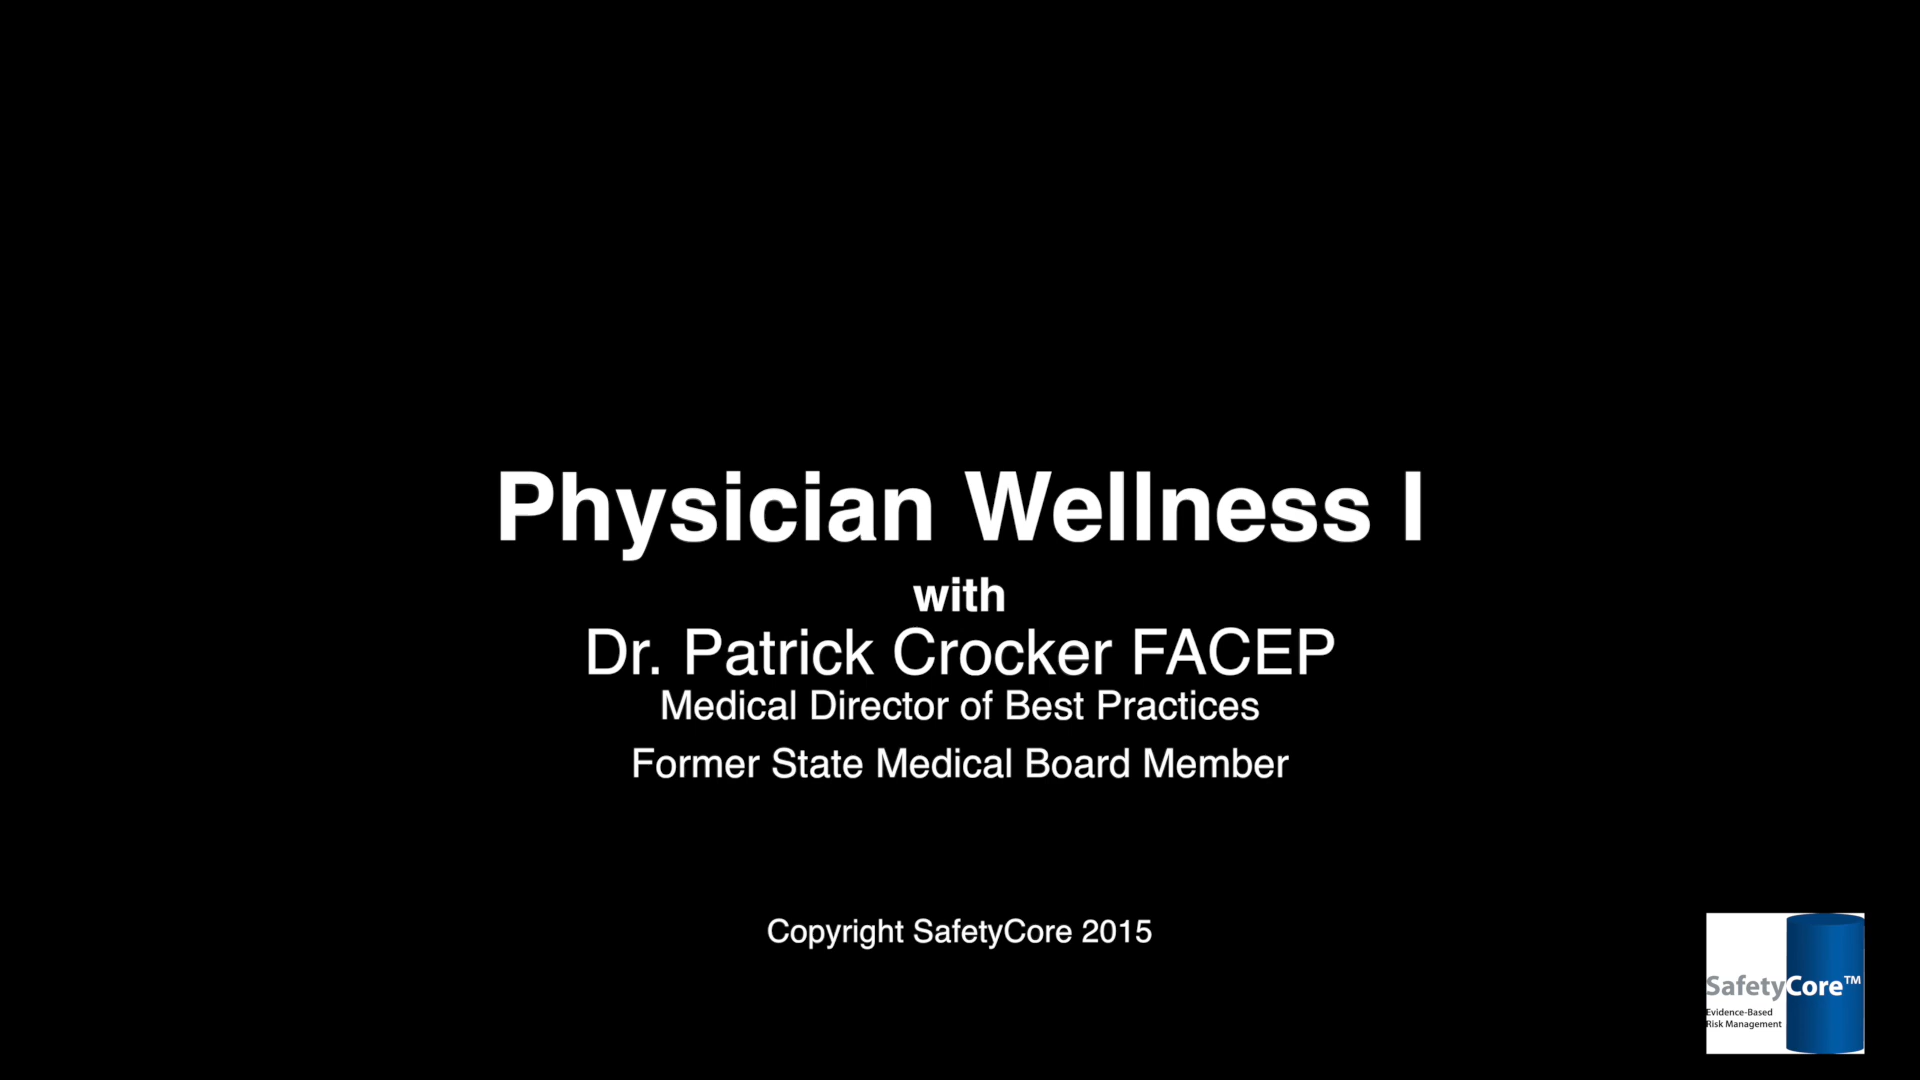 Physician Wellness I
with
Dr. Patrick Crocker FACEP
Medical Director of Best Practices
Former State Medical Board Member
Copyright SafetyCore 2015
SafetyCore™
Evidence-Based
Risk Management